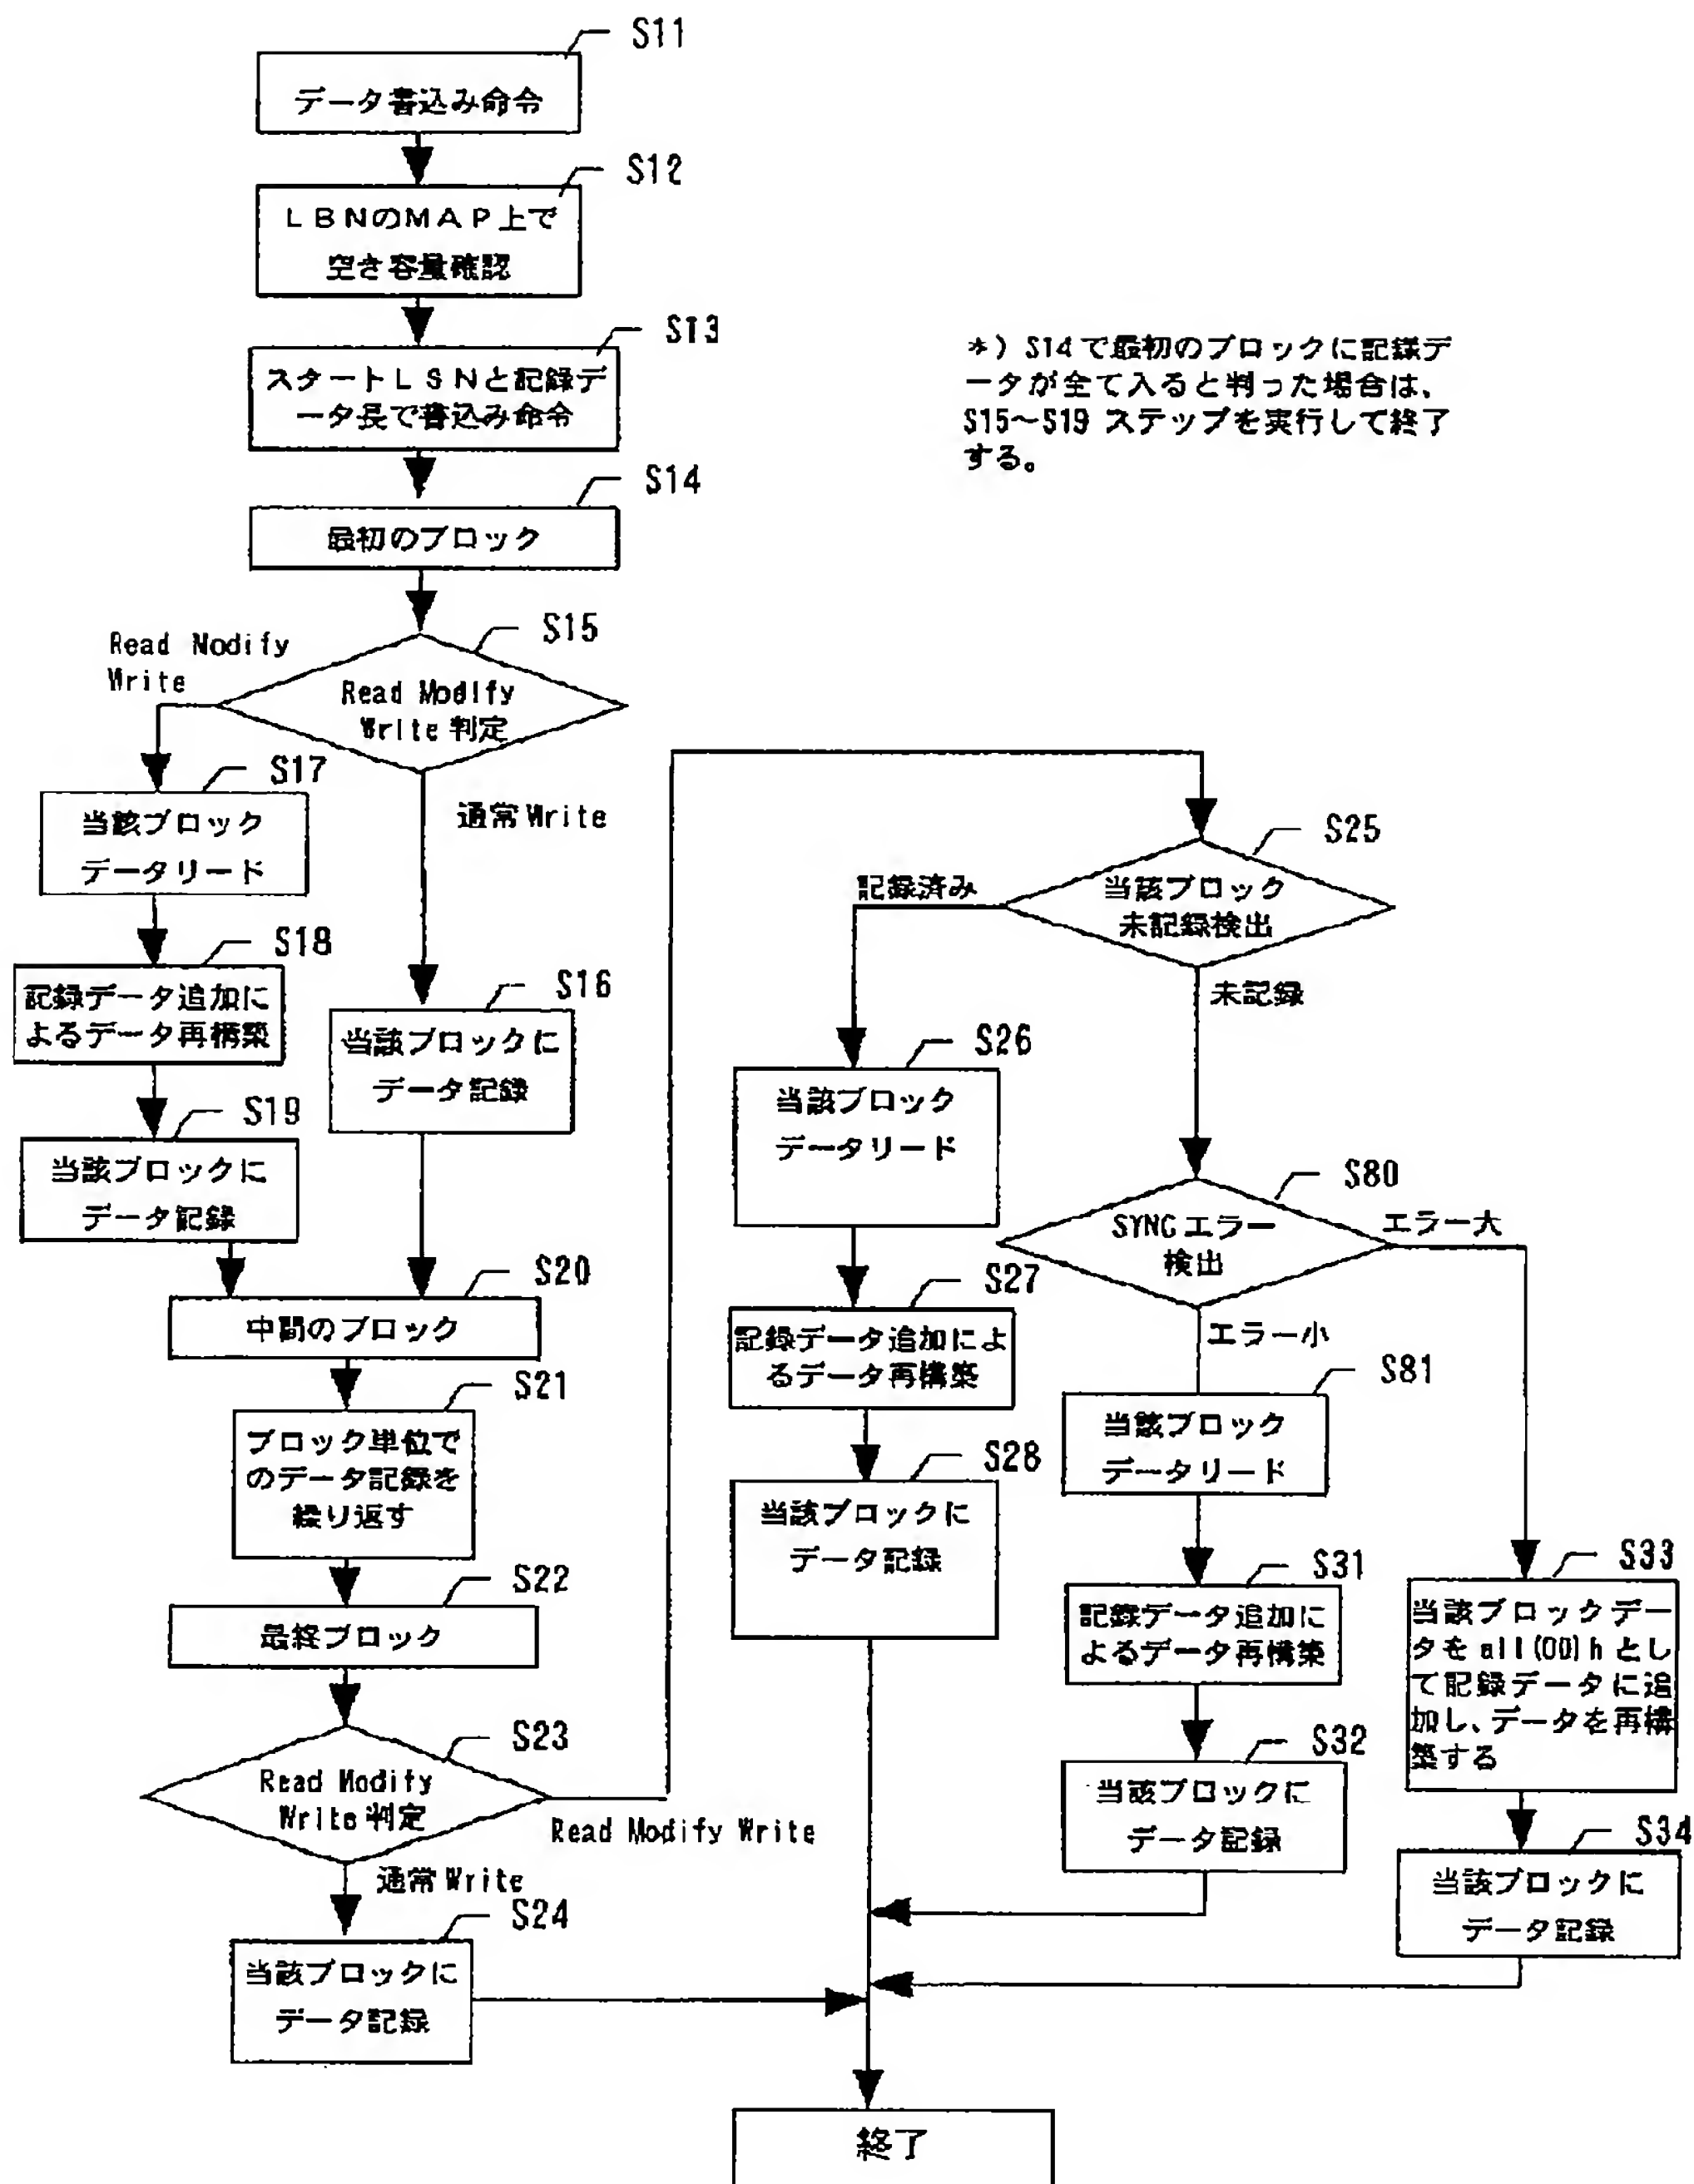 S11
データ書込み命令
S12
LBNのMAP上で
空き容量確認
S13
スタートLSNと記録デ
ータ長で書込み命令
*) S14で最初のブロックに記録デ
ータが全て入ると判った場合は、
S15～S19 ステップを実行して終了
する。
S14
最初のブロック
S15
Read Modify
Write判定
Read Modify
Write
通常Write
S17
当該ブロック
データリード
S18
記録データ追加に
よるデータ再構築
S19
当該ブロックに
データ記録
S16
当該ブロックに
データ記録
S20
中間のブロック
S21
ブロック単位で
のデータ記録を
繰り返す
S22
最終ブロック
S23
Read Modify
Write判定
Read Modify Write
通常Write
S24
当該ブロックに
データ記録
S25
当該ブロック
未記録検出
記録済み
未記録
S26
当該ブロック
データリード
S27
記録データ追加によ
るデータ再構築
S28
当該ブロックに
データ記録
S80
SYNCエラー
検出
エラー大
エラー小
S81
当該ブロック
データリード
S31
記録データ追加に
よるデータ再構築
S32
当該ブロックに
データ記録
S33
当該ブロックデー
タをall(00)hとし
て記録データに追
加し、データを再構
築する
S34
当該ブロックに
データ記録
終了